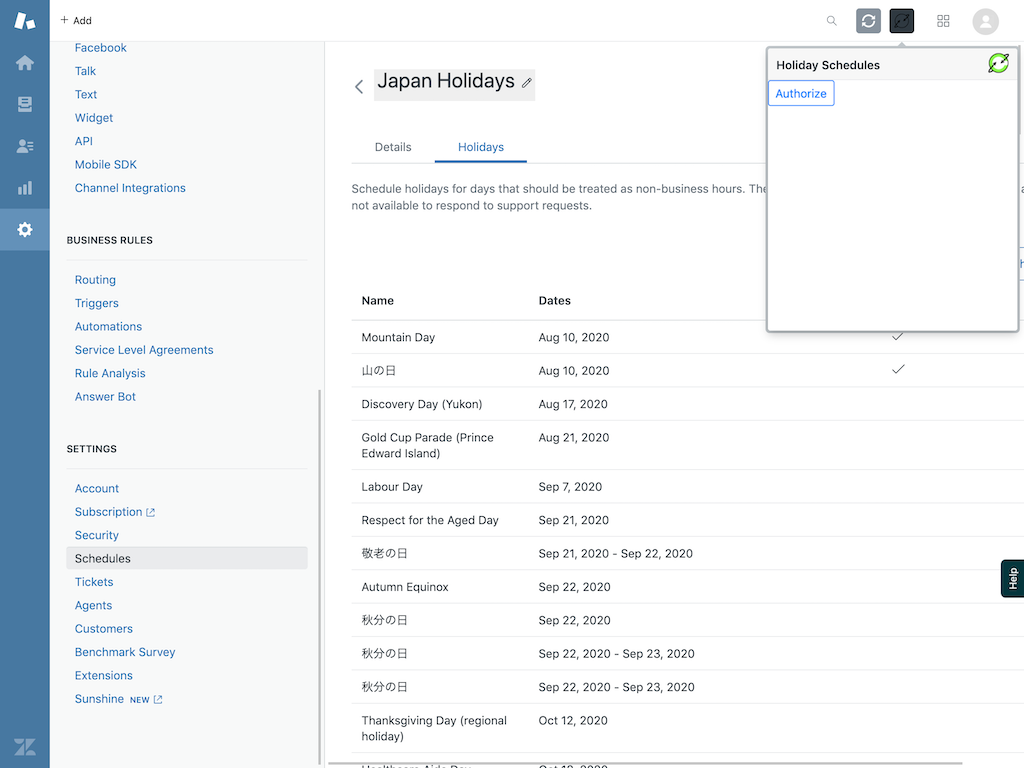 + Add
Facebook
Talk
Text
Widget
API
Mobile SDK
Channel Integrations
BUSINESS RULES
Routing
Triggers
Automations
Service Level Agreements
Rule Analysis
Answer Bot
SETTINGS
Account
Subscription
Security
Schedules
Tickets
Agents
Customers
Benchmark Survey
Extensions
Sunshine NEW
Japan Holidays
Details Holidays
Schedule holidays for days that should be treated as non-business hours. The
not available to respond to support requests.
Holiday Schedules
Authorize
Name Dates
Mountain Day Aug 10, 2020
山の日 Aug 10, 2020
Discovery Day (Yukon) Aug 17, 2020
Gold Cup Parade (Prince Aug 21, 2020
Edward Island)
Labour Day Sep 7, 2020
Respect for the Aged Day Sep 21, 2020
敬老の日 Sep 21, 2020 - Sep 22, 2020
Autumn Equinox Sep 22, 2020
秋分の日 Sep 22, 2020
秋分の日 Sep 22, 2020 - Sep 23, 2020
秋分の日 Sep 22, 2020 - Sep 23, 2020
Thanksgiving Day (regional Oct 12, 2020
holiday)
Help